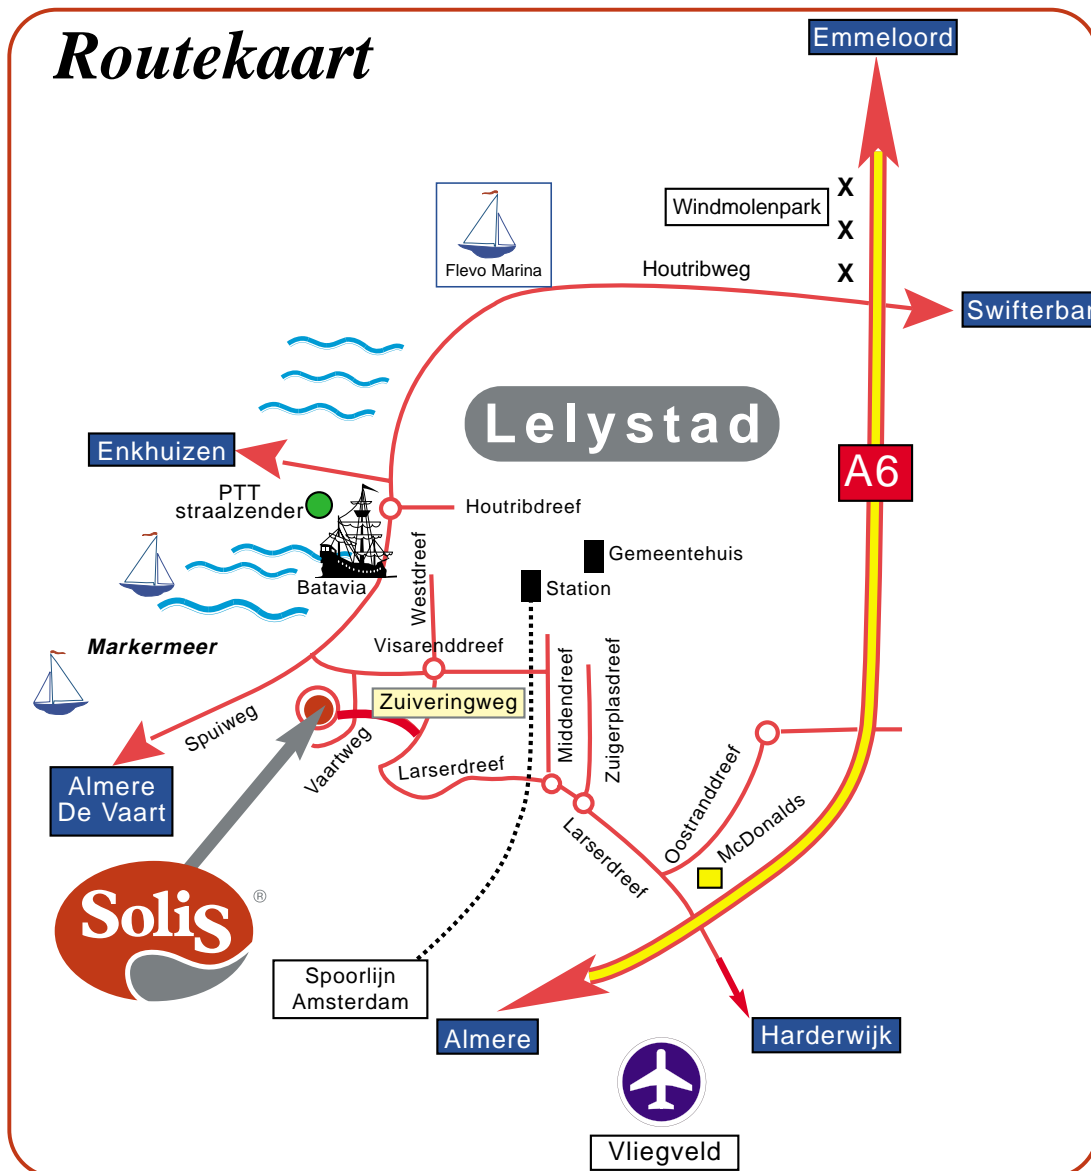 Routekaart
Emmeloord
Windmolenpark
X
X
X
Flevo Marina
Houtribweg
Swifterban
Lelystad
Enkhuizen
A6
PTT
straalzender
Houtribdreef
Gemeentehuis
Batavia
Westdreef
Station
Markermeer
Visarenddreef
Zuiveringweg
Middendreef
Zuigerplasdreef
Spuiweg
Vaartweg
Larserdreef
Almere
De Vaart
Oostranddreef
McDonalds
Larserdreef
SoliS
®
Spoorlijn
Amsterdam
Almere
Harderwijk
Vliegveld